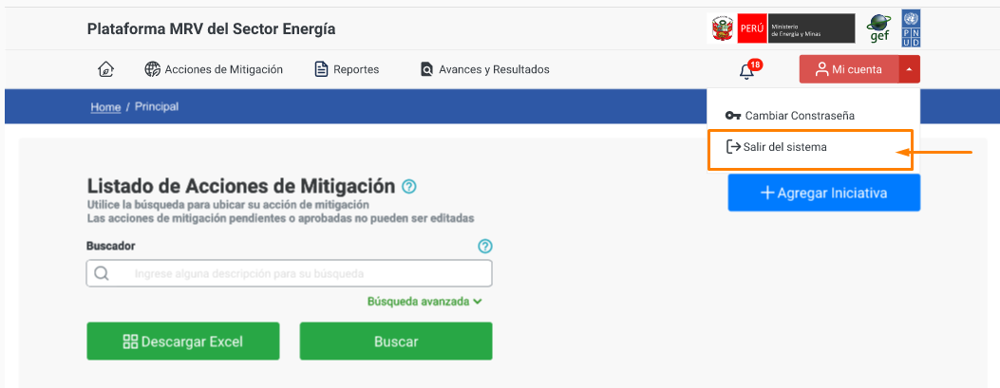 Plataforma MRV del Sector Energía
PERÚ
Ministerio
de Energía y Minas
gef
P N
U D
Acciones de Mitigación
Reportes
Avances y Resultados
18
Mi cuenta
Home / Principal
Cambiar Constraseña
Salir del sistema
Listado de Acciones de Mitigación ?
Utilice la búsqueda para ubicar su acción de mitigación
Las acciones de mitigación pendientes o aprobadas no pueden ser editadas
+ Agregar Iniciativa
Buscador ?
Ingrese alguna descripción para su búsqueda
Búsqueda avanzada
Descargar Excel
Buscar